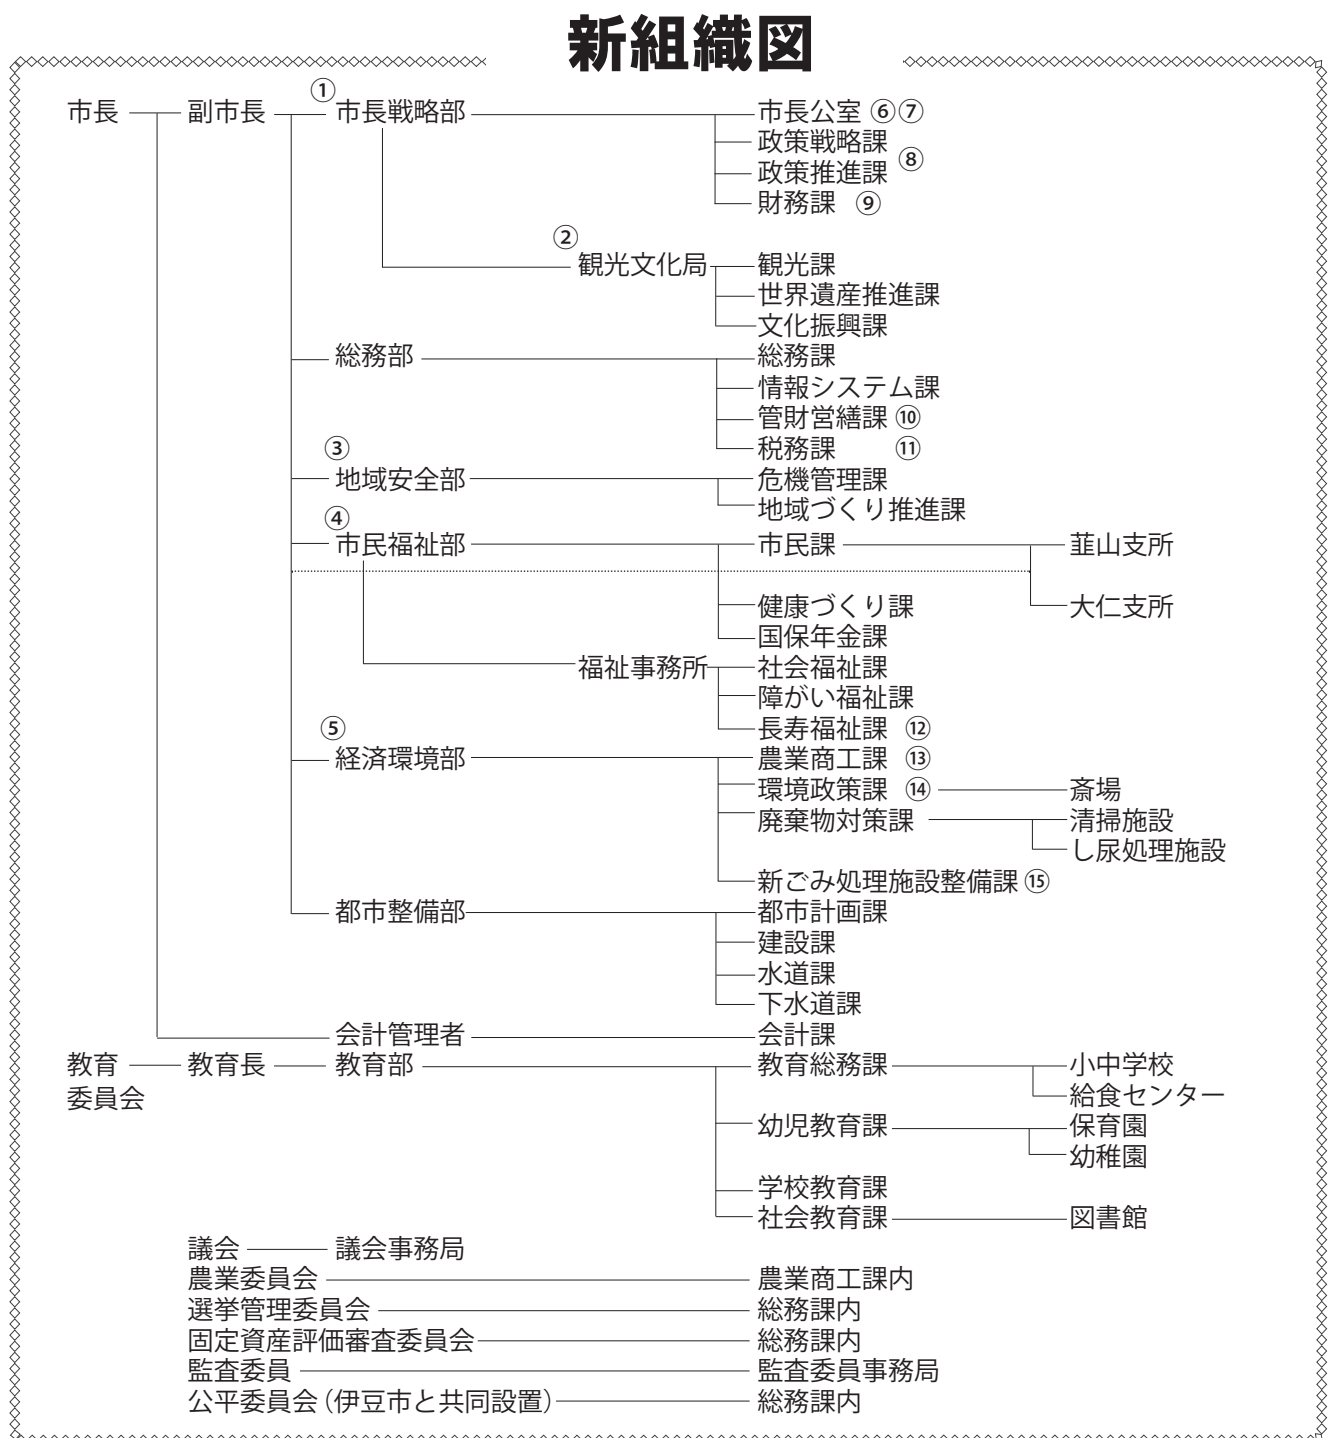 新組織図
①
市長 副市長 市長戦略部 市長公室 ⑥⑦
政策戦略課
⑧
政策推進課
財務課 ⑨
②
観光文化局 観光課
世界遺産推進課
文化振興課
総務部 総務課
情報システム課
管財営繕課 ⑩
③ 税務課 ⑪
地域安全部 危機管理課
地域づくり推進課
④
市民福祉部 市民課 韮山支所
健康づくり課 大仁支所
国保年金課
福祉事務所 社会福祉課
障がい福祉課
⑤ 長寿福祉課 ⑫
経済環境部 農業商工課 ⑬
環境政策課 ⑭ 斎場
廃棄物対策課 清掃施設
し尿処理施設
新ごみ処理施設整備課 ⑮
都市整備部 都市計画課
建設課
水道課
下水道課
会計管理者 会計課
教育 教育長 教育部 教育総務課 小中学校
委員会 給食センター
幼児教育課 保育園
幼稚園
学校教育課
社会教育課 図書館
議会 議会事務局
農業委員会 農業商工課内
選挙管理委員会 総務課内
固定資産評価審査委員会 総務課内
監査委員 監査委員事務局
公平委員会（伊豆市と共同設置） 総務課内